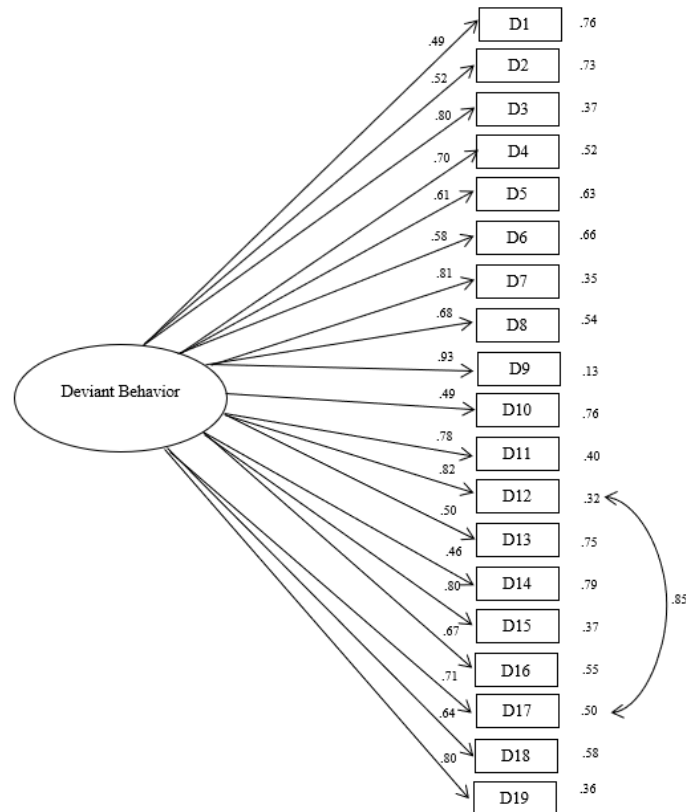 D1 .76
.49
D2 .73
.52
D3 .37
.80
D4 .52
.70
D5 .63
.61
D6 .66
.58
D7 .35
.81
D8 .54
.68
D9 .13
.93
Deviant Behavior
D10 .76
.49
D11 .40
.78
D12 .32
.82
D13 .75
.50
D14 .79
.46
.85
D15 .37
.80
D16 .55
.67
D17 .50
.71
D18 .58
.64
D19 .36
.80